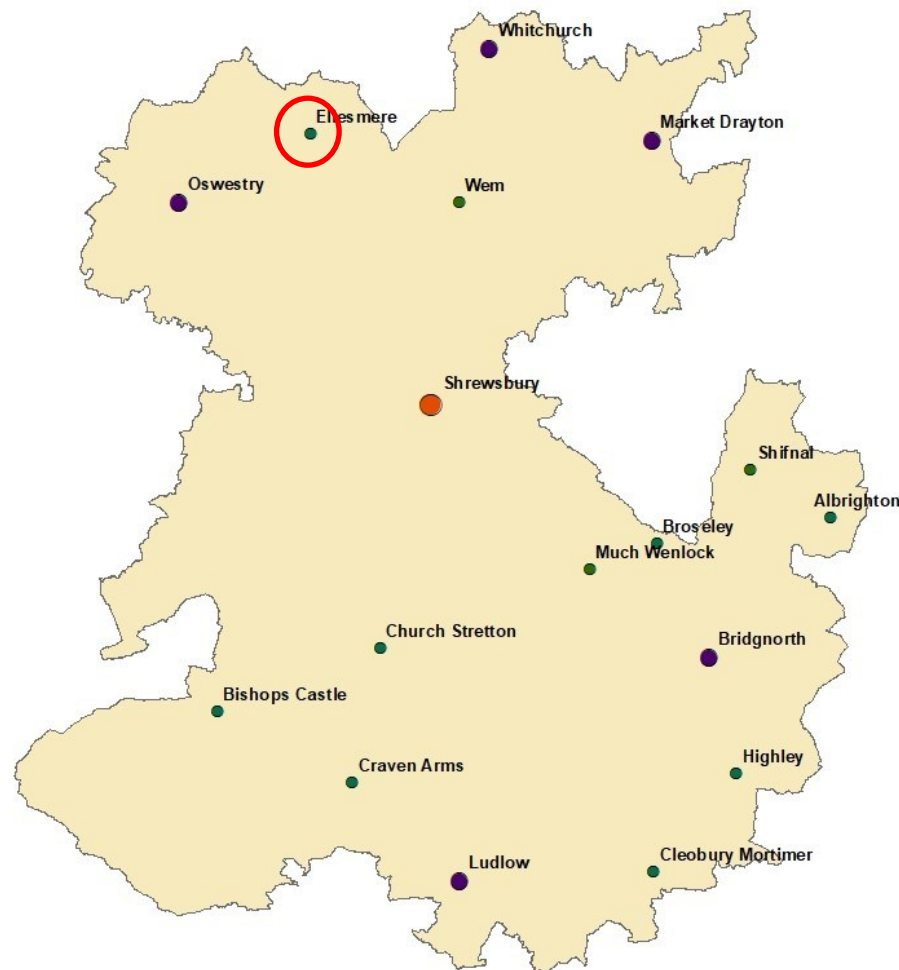 Whitchurch
Ellesmere
Market Drayton
Oswestry
Wem
Shrewsbury
Shifnal
Albrighton
Broseley
Much Wenlock
Church Stretton
Bridgnorth
Bishops Castle
Highley
Craven Arms
Cleobury Mortimer
Ludlow